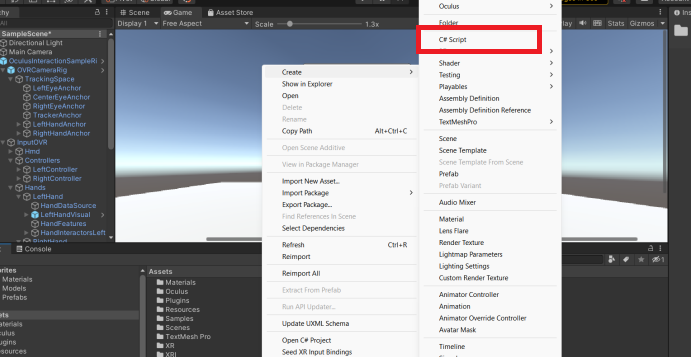 Oculus
Folder
C# Script
Shader
Testing
Playables
Assembly Definition
Assembly Definition Reference
TextMeshPro
Scene
Scene Template
Scene Template From Scene
Prefab
Prefab Variant
Audio Mixer
Material
Lens Flare
Render Texture
Lightmap Parameters
Lighting Settings
Custom Render Texture
Animator Controller
Animation
Animator Override Controller
Avatar Mask
Timeline
Create
Show in Explorer
Open
Delete
Rename
Copy Path Alt+Ctrl+C
Open Scene Additive
View in Package Manager
Import New Asset...
Import Package
Export Package...
Find References In Scene
Select Dependencies
Refresh Ctrl+R
Reimport
Reimport All
Extract From Prefab
Run API Updater...
Update UXML Schema
Open C# Project
Seed XR Input Bindings
Scene Game Asset Store
Display 1 Free Aspect Scale 1.3x
Stats Gizmos
SampleScene*
Directional Light
Main Camera
OculusInteractionSampleRi
OVRCameraRig
TrackingSpace
LeftEyeAnchor
CenterEyeAnchor
RightEyeAnchor
TrackerAnchor
LeftHandAnchor
RightHandAnchor
InputOVR
Hmd
Controllers
LeftController
RightController
Hands
LeftHand
HandDataSource
LeftHandVisual
HandFeatures
HandInteractorsLeft
RightHand
Console
Materials
Models
Prefabs
Materials
Assets
Materials
Oculus
Plugins
Resources
Samples
Scenes
TextMesh Pro
XR
XRI